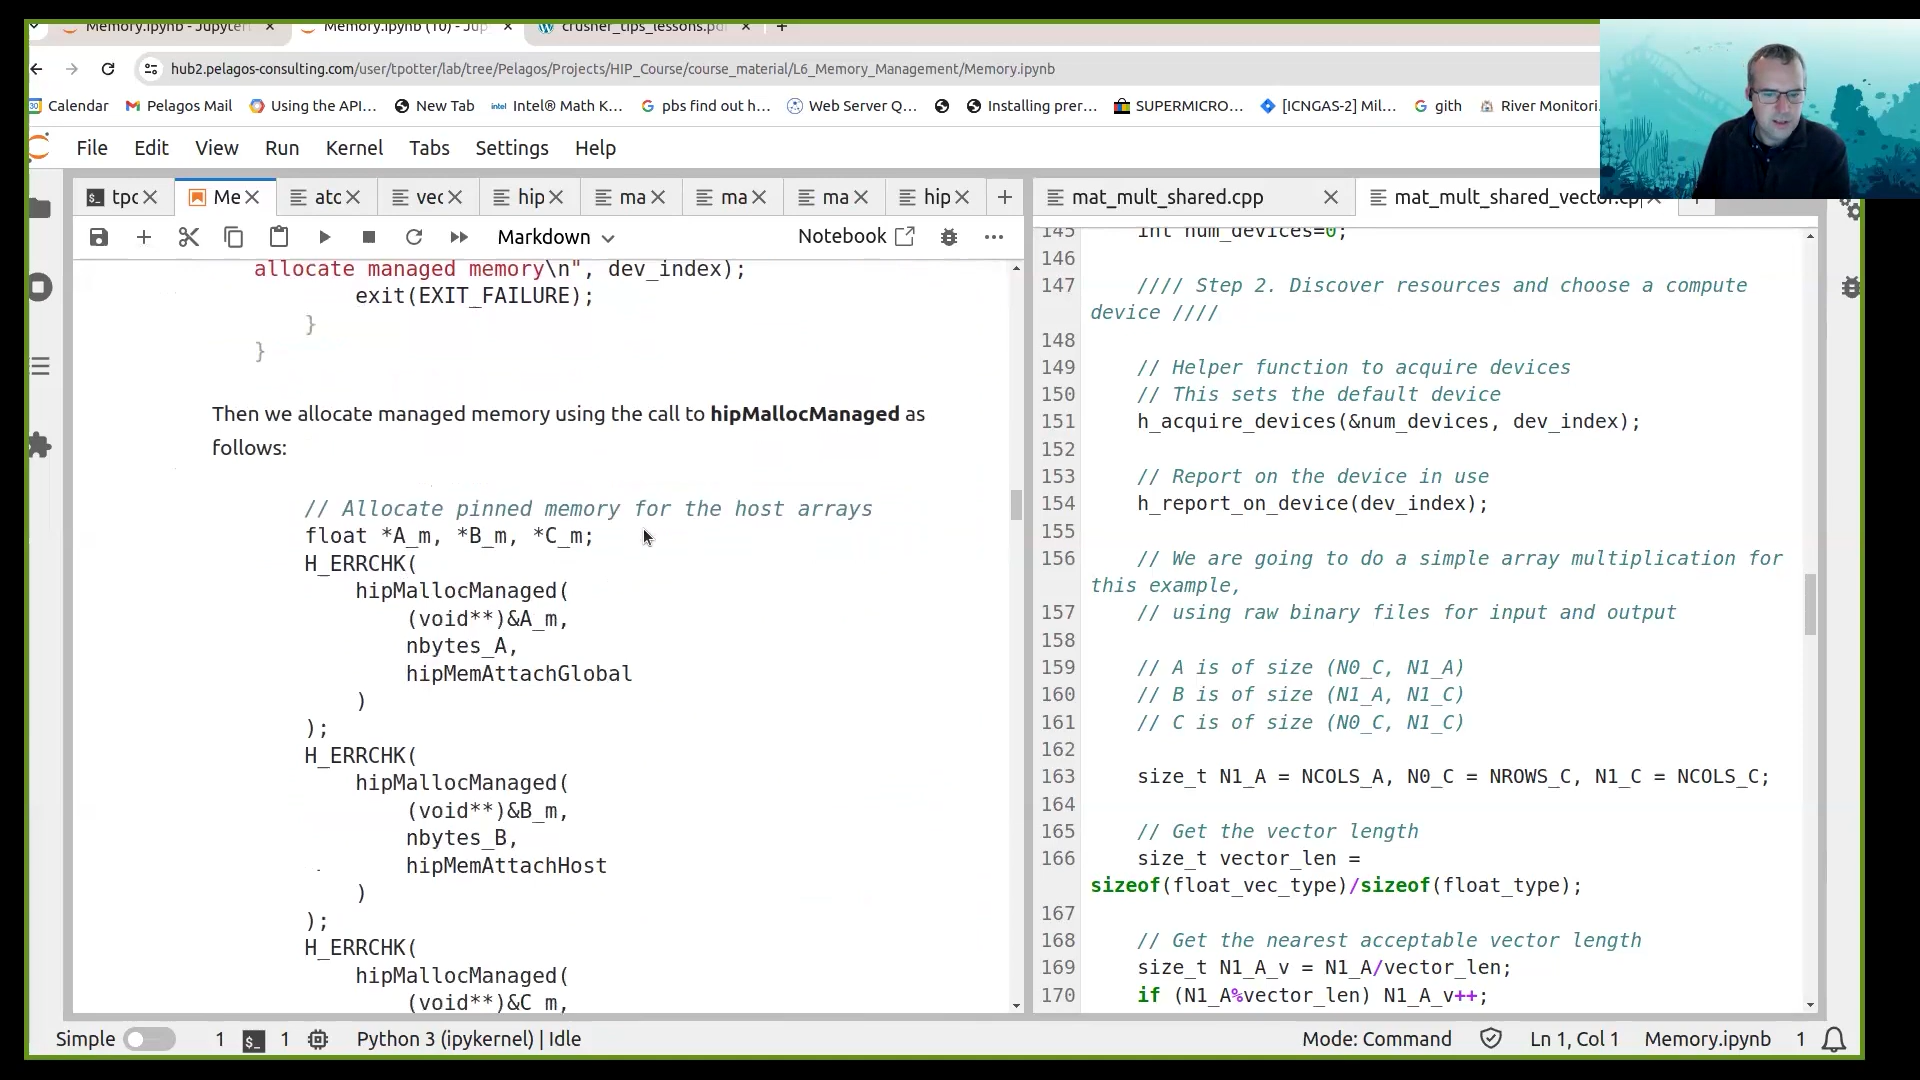 Memory.ipynb - Jupyter
Memory.ipynb (10) - Jup
crusher_tips_lessons.pd
hub2.pelagos-consulting.com/user/tpotter/lab/tree/Pelagos/Projects/HIP_Course/course_material/L6_Memory_Management/Memory.ipynb
Calendar
Pelagos Mail
Using the API...
New Tab
Intel® Math K...
pbs find out h...
Web Server Q...
Installing prer...
SUPERMICRO...
[ICNGAS-2] Mil...
gith
River Monitori
File Edit View Run Kernel Tabs Settings Help
tpc Me atc vec hip ma ma ma hip
Markdown
Notebook
allocate managed memory\n", dev_index);
exit(EXIT_FAILURE);
}
}
Then we allocate managed memory using the call to hipMallocManaged as
follows:
// Allocate pinned memory for the host arrays
float *A_m, *B_m, *C_m;
H_ERRCHK(
hipMallocManaged(
(void**)&A_m,
nbytes_A,
hipMemAttachGlobal
)
);
H_ERRCHK(
hipMallocManaged(
(void**)&B_m,
nbytes_B,
hipMemAttachHost
)
);
H_ERRCHK(
hipMallocManaged(
(void**)&C_m,
mat_mult_shared.cpp
mat_mult_shared_vector.cp
145 int num_devices=0;
146
147 //// Step 2. Discover resources and choose a compute
device ////
148
149 // Helper function to acquire devices
150 // This sets the default device
151 h_acquire_devices(&num_devices, dev_index);
152
153 // Report on the device in use
154 h_report_on_device(dev_index);
155
156 // We are going to do a simple array multiplication for
this example,
157 // using raw binary files for input and output
158
159 // A is of size (N0_C, N1_A)
160 // B is of size (N1_A, N1_C)
161 // C is of size (N0_C, N1_C)
162
163 size_t N1_A = NCOLS_A, N0_C = NROWS_C, N1_C = NCOLS_C;
164
165 // Get the vector length
166 size_t vector_len =
sizeof(float_vec_type)/sizeof(float_type);
167
168 // Get the nearest acceptable vector length
169 size_t N1_A_v = N1_A/vector_len;
170 if (N1_A%vector_len) N1_A_v++;
Simple 1 1 Python 3 (ipykernel) | Idle
Mode: Command Ln 1, Col 1 Memory.ipynb 1